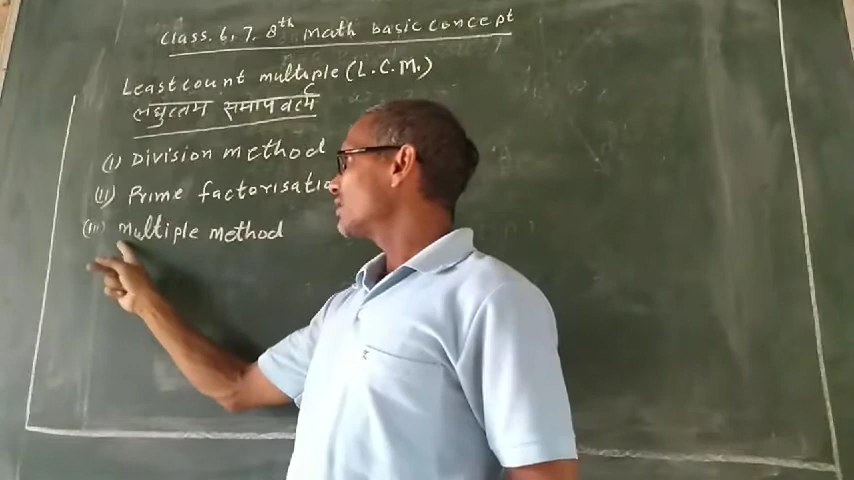 Class. 6, 7, 8th math basic concept
Least count multiple (L.C.M.)
लघुत्तम समापवर्त्य
(i) Division method
(ii) Prime factorisati
(iii) multiple method